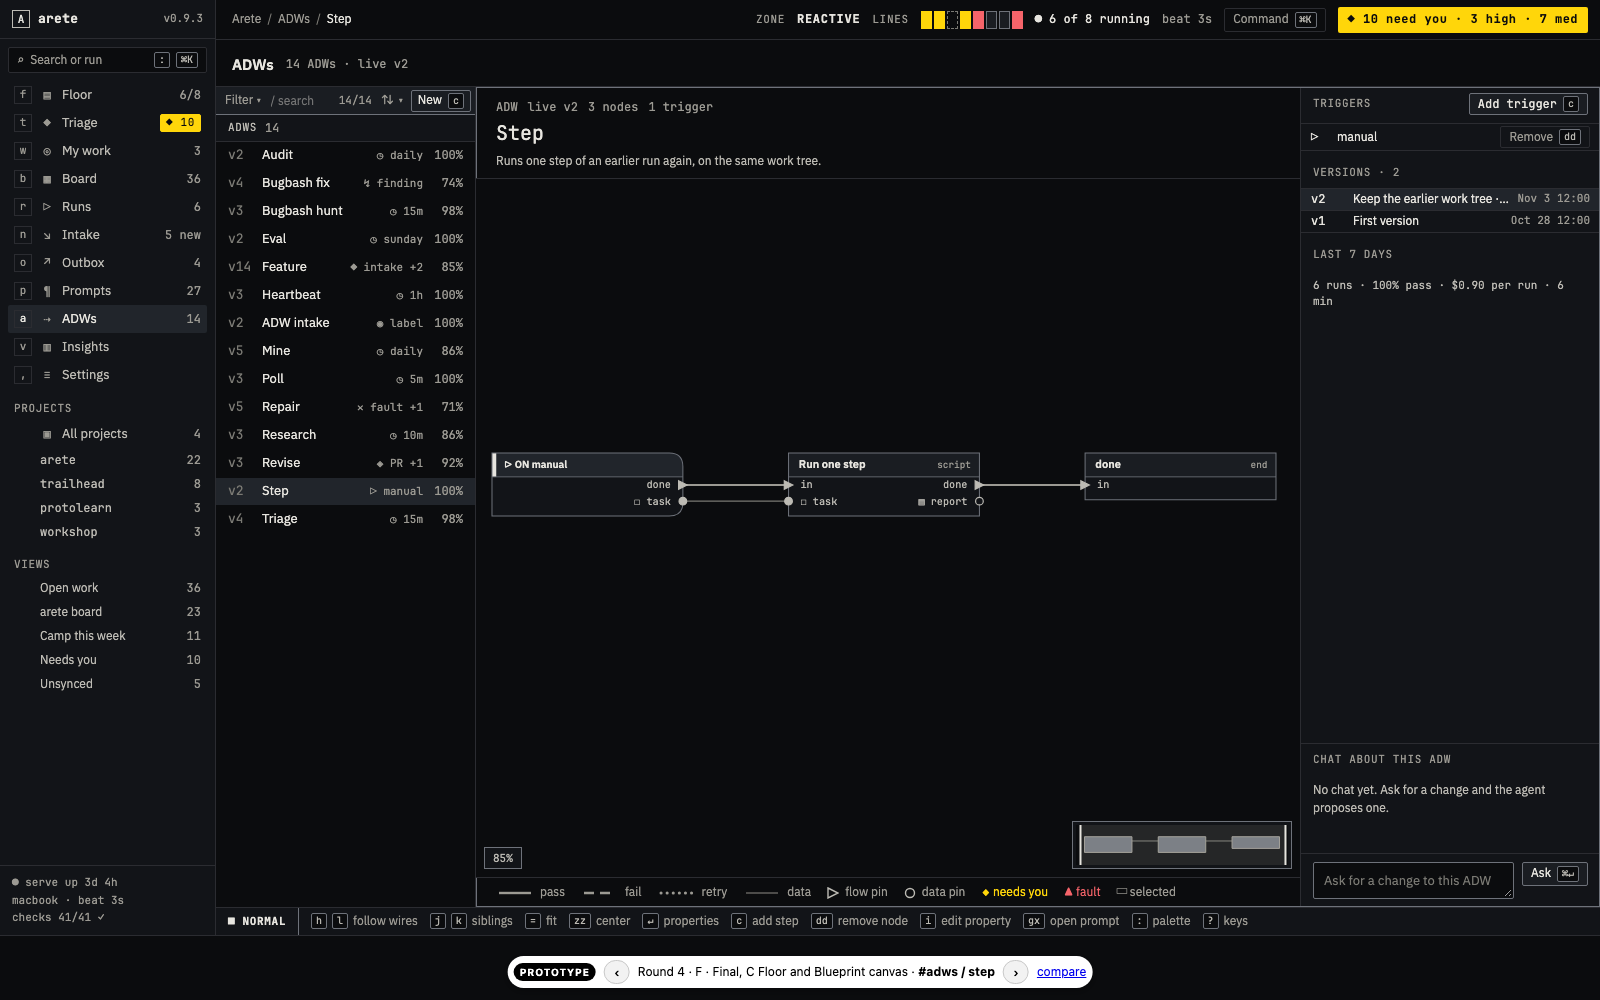 A arete v0.9.3
Search or run : ⌘K
f Floor 6/8
t Triage ◆ 10
w My work 3
b Board 36
r Runs 6
n Intake 5 new
o Outbox 4
p Prompts 27
a ADWs 14
v Insights
, Settings
PROJECTS
All projects 4
arete 22
trailhead 8
protolearn 3
workshop 3
VIEWS
Open work 36
arete board 23
Camp this week 11
Needs you 10
Unsynced 5
● serve up 3d 4h
macbook · beat 3s
checks 41/41 ✓
Arete / ADWs / Step
ZONE REACTIVE LINES ● 6 of 8 running beat 3s Command ⌘K ◆ 10 need you · 3 high · 7 med
ADWs 14 ADWs · live v2
Filter / search 14/14 New c
ADWS 14
v2 Audit daily 100%
v4 Bugbash fix finding 74%
v3 Bugbash hunt 15m 98%
v2 Eval sunday 100%
v14 Feature ◆ intake +2 85%
v3 Heartbeat 1h 100%
v2 ADW intake label 100%
v5 Mine daily 86%
v3 Poll 5m 100%
v5 Repair × fault +1 71%
v3 Research 10m 86%
v3 Revise ◆ PR +1 92%
v2 Step ▷ manual 100%
v4 Triage 15m 98%
ADW live v2 3 nodes 1 trigger
Step
Runs one step of an earlier run again, on the same work tree.
▷ ON manual
done
task
Run one step script
in done
task report
done end
in
85%
pass fail retry data flow pin data pin ◆ needs you ▲ fault selected
TRIGGERS Add trigger c
▷ manual Remove dd
VERSIONS · 2
v2 Keep the earlier work tree ·… Nov 3 12:00
v1 First version Oct 28 12:00
LAST 7 DAYS
6 runs · 100% pass · $0.90 per run · 6
min
CHAT ABOUT THIS ADW
No chat yet. Ask for a change and the agent
proposes one.
Ask for a change to this ADW Ask ⌘↵
■ NORMAL h l follow wires j k siblings = fit zz center ↵ properties c add step dd remove node i edit property gx open prompt : palette ? keys
PROTOTYPE ‹ Round 4 · F · Final, C Floor and Blueprint canvas · #adws / step › compare